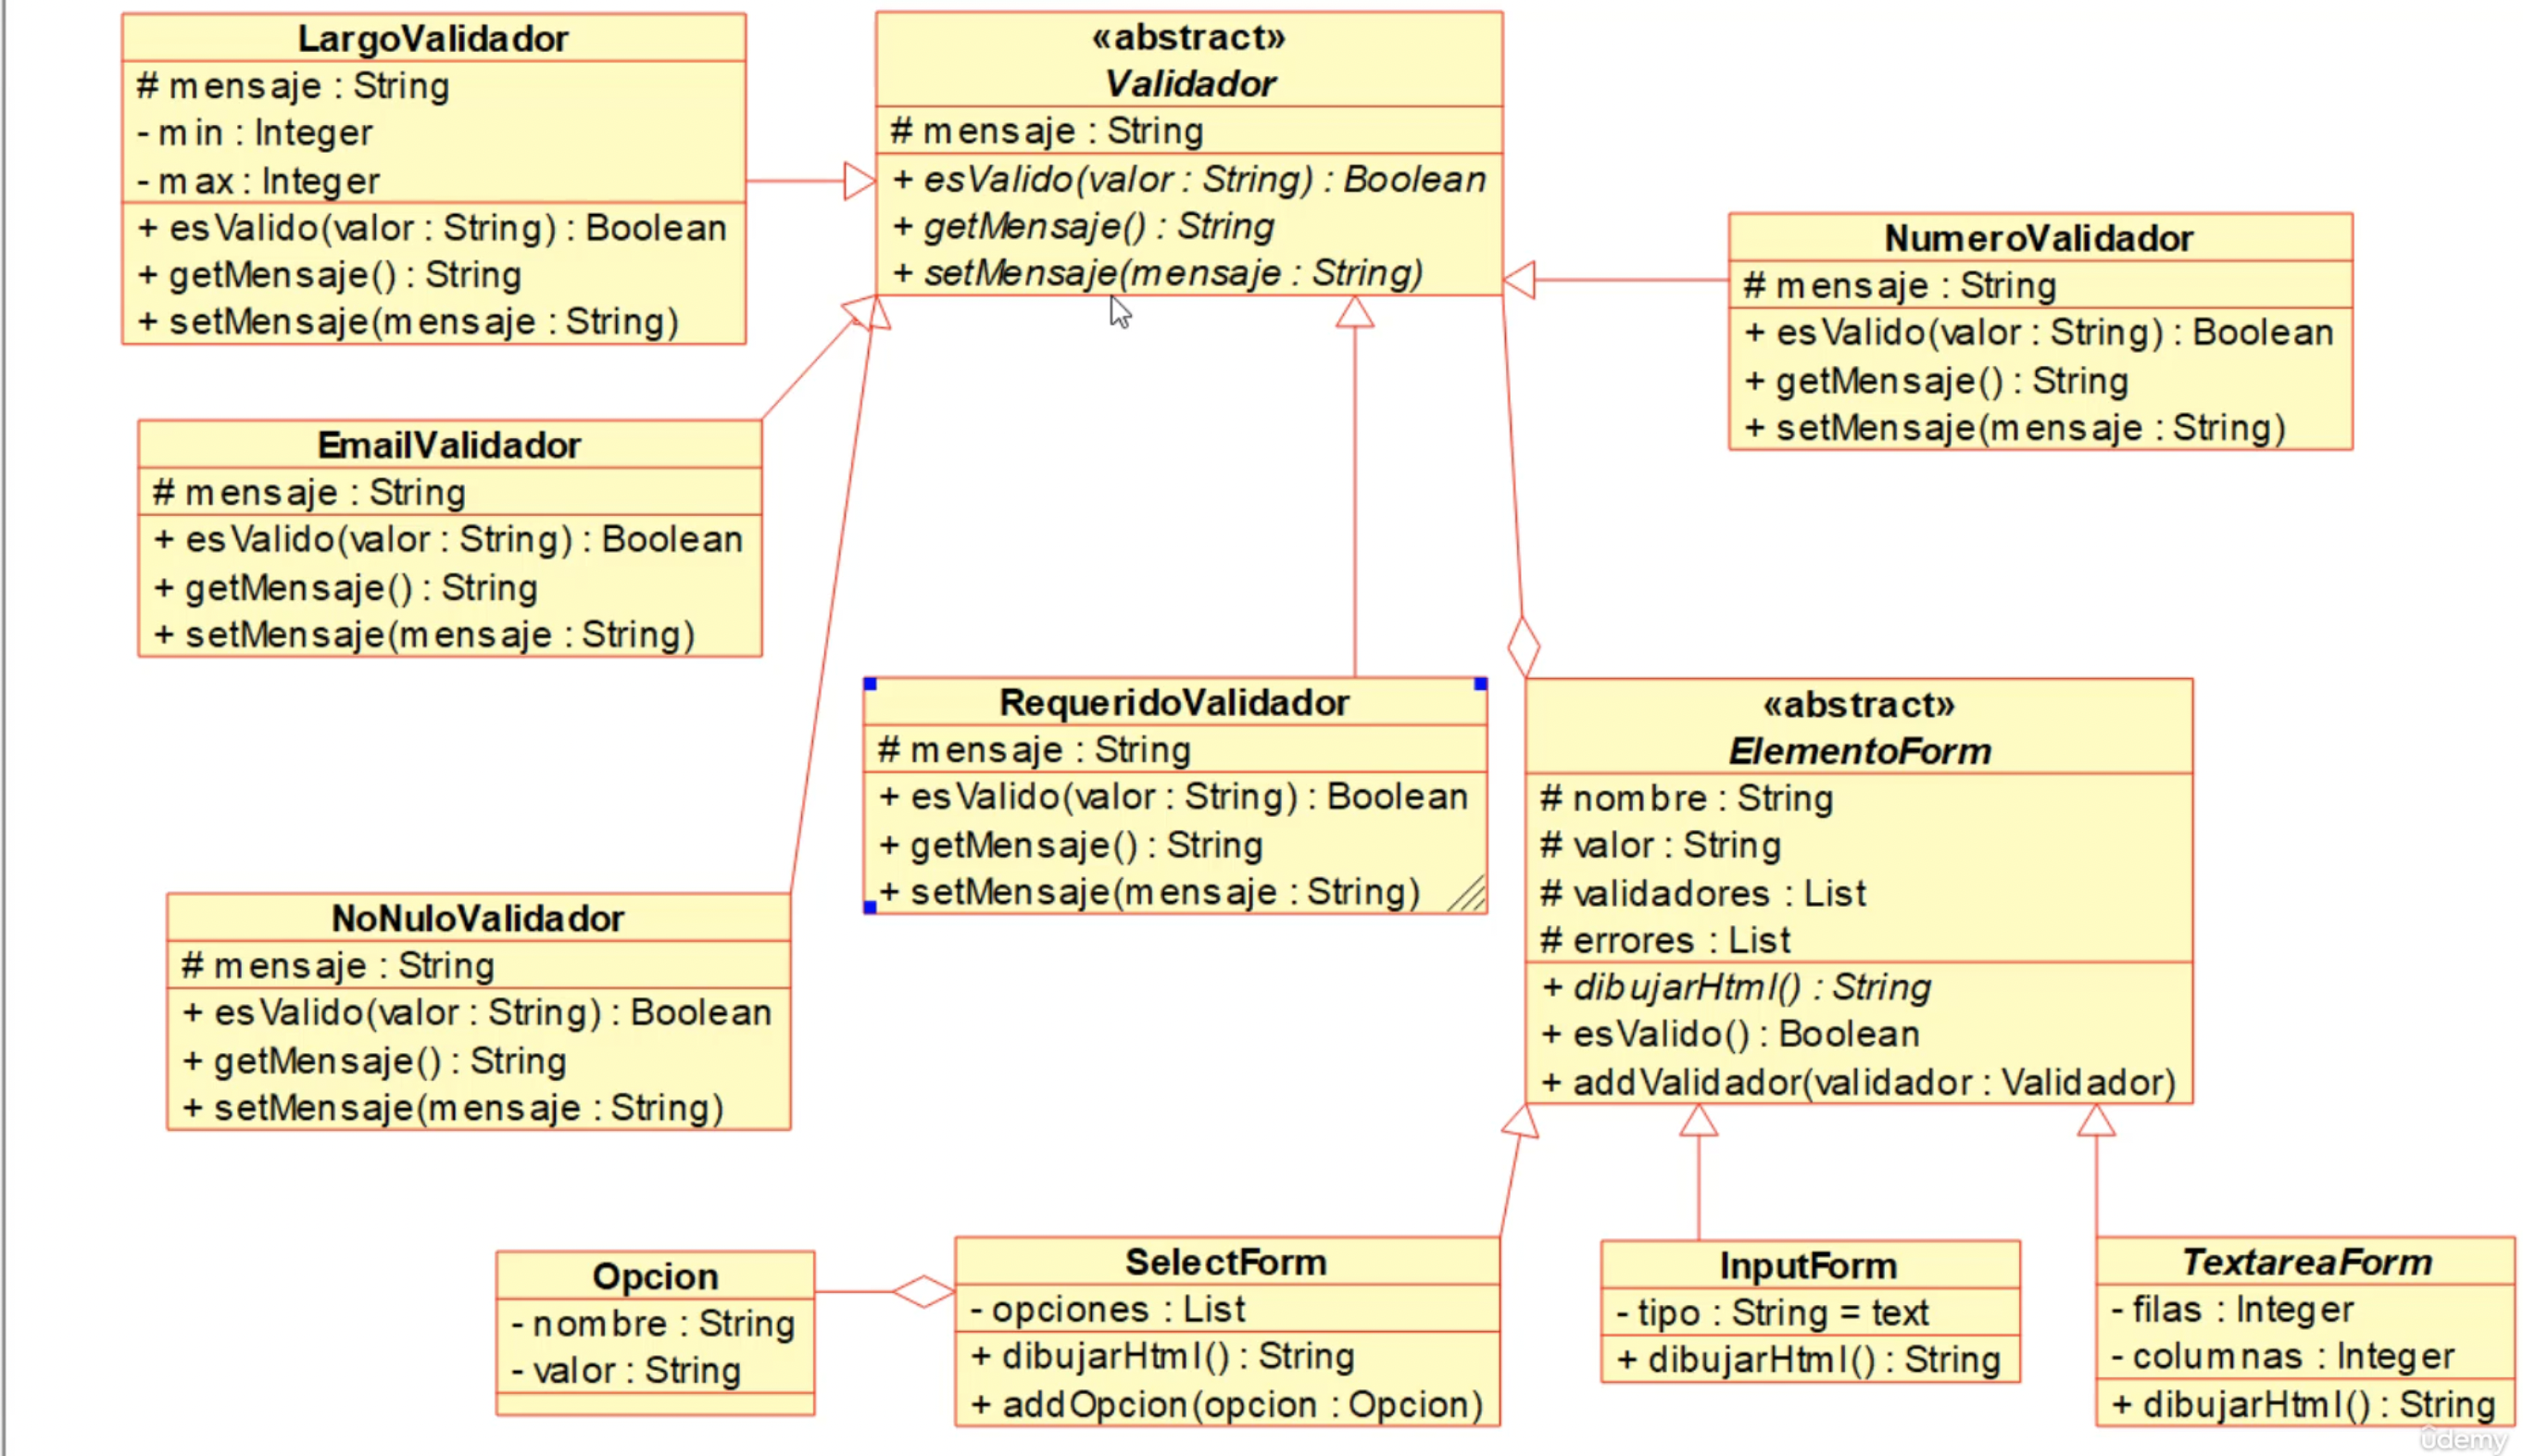 LargoValidador
# mensaje : String
- min : Integer
- max : Integer
+ esValido(valor : String) : Boolean
+ getMensaje() : String
+ setMensaje(mensaje : String)
«abstract»
Validador
# mensaje : String
+ esValido(valor : String) : Boolean
+ getMensaje() : String
+ setMensaje(mensaje : String)
NumeroValidador
# mensaje : String
+ esValido(valor : String) : Boolean
+ getMensaje() : String
+ setMensaje(mensaje : String)
EmailValidador
# mensaje : String
+ esValido(valor : String) : Boolean
+ getMensaje() : String
+ setMensaje(mensaje : String)
RequeridoValidador
# mensaje : String
+ esValido(valor : String) : Boolean
+ getMensaje() : String
+ setMensaje(mensaje : String)
«abstract»
ElementoForm
# nombre : String
# valor : String
# validadores : List
# errores : List
+ dibujarHtml() : String
+ esValido() : Boolean
+ addValidador(validador : Validador)
NoNuloValidador
# mensaje : String
+ esValido(valor : String) : Boolean
+ getMensaje() : String
+ setMensaje(mensaje : String)
Opcion
- nombre : String
- valor : String
SelectForm
- opciones : List
+ dibujarHtml() : String
+ addOpcion(opcion : Opcion)
InputForm
- tipo : String = text
+ dibujarHtml() : String
TextareaForm
- filas : Integer
- columnas : Integer
+ dibujarHtml() : String
ûdemy